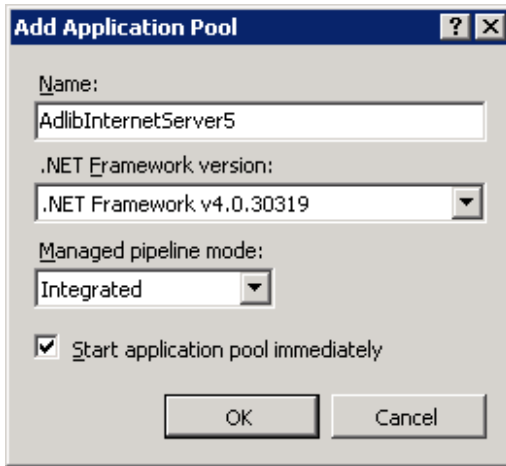 Add Application Pool
Name:
AdlibInternetServer5
.NET Framework version:
.NET Framework v4.0.30319
Managed pipeline mode:
Integrated
Start application pool immediately
OK Cancel